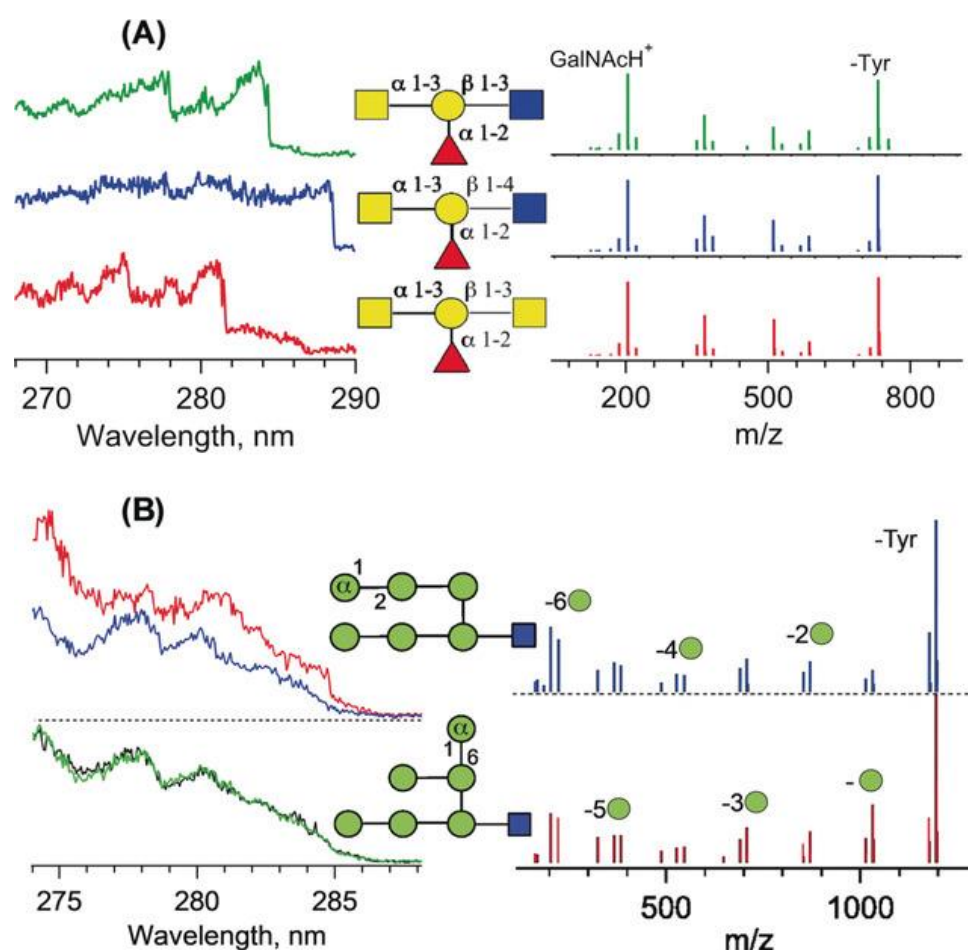 (A)
GalNAcH+
-Tyr
α 1-3 β 1-3
α 1-2
α 1-3 β 1-4
α 1-2
α 1-3 β 1-3
α 1-2
270 280 290
Wavelength, nm
200 500 800
m/z
(B)
-Tyr
α 1 2
-6
-4
-2
α
1 6
-5
-3
-
275 280 285
Wavelength, nm
500 1000
m/z